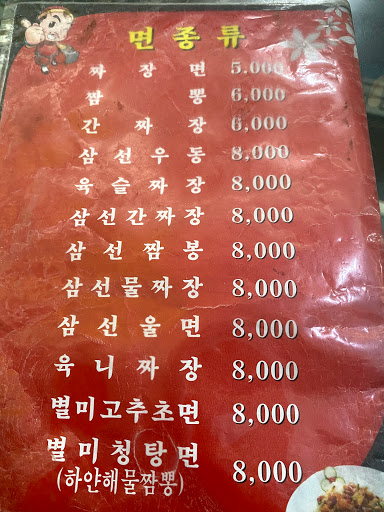 면종류
짜장면 5,000
짬뽕 6,000
간짜장 6,000
삼선우동 8,000
육슬짜장 8,000
삼선간짜장 8,000
삼선짬봉 8,000
삼선물짜장 8,000
삼선울면 8,000
육니짜장 8,000
별미고추초면 8,000
별미청탕면 8,000
(하얀해물짬뽕)